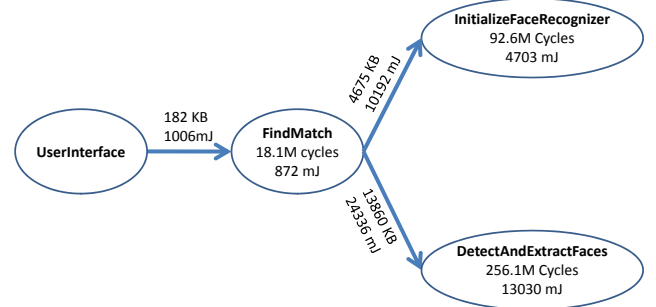 UserInterface
182 KB
1006mJ
FindMatch
18.1M cycles
872 mJ
4675 KB
10192 mJ
InitializeFaceRecognizer
92.6M Cycles
4703 mJ
13860 KB
24336 mJ
DetectAndExtractFaces
256.1M Cycles
13030 mJ